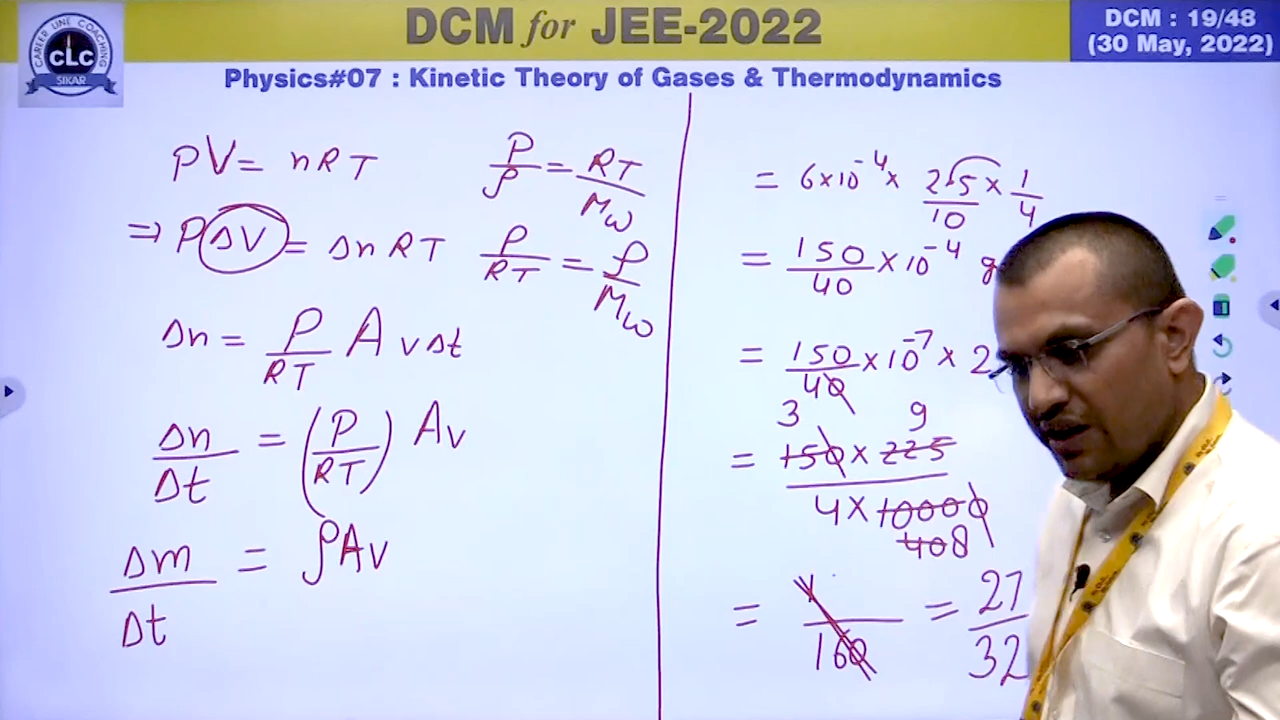 DCM for JEE-2022
DCM : 19/48
(30 May, 2022)
CAREER LINE COACHING
CLC
SIKAR
Physics#07 : Kinetic Theory of Gases & Thermodynamics
PV = nRT
P/ρ = RT/Mw
⇒ PΔV = ΔnRT
P/RT = ρ/Mw
Δn = P/RT A vΔt
Δn/Δt = (P/RT) Av
Δm/Δt = ρAv
= 6×10⁻⁴ × 2.5/10 × 1/4
= 150/40 × 10⁻⁴ g
= 150/40 × 10⁻⁷ × 2
3 9
= 150 × 225
4 × 10000
408
= /160 = 27/32